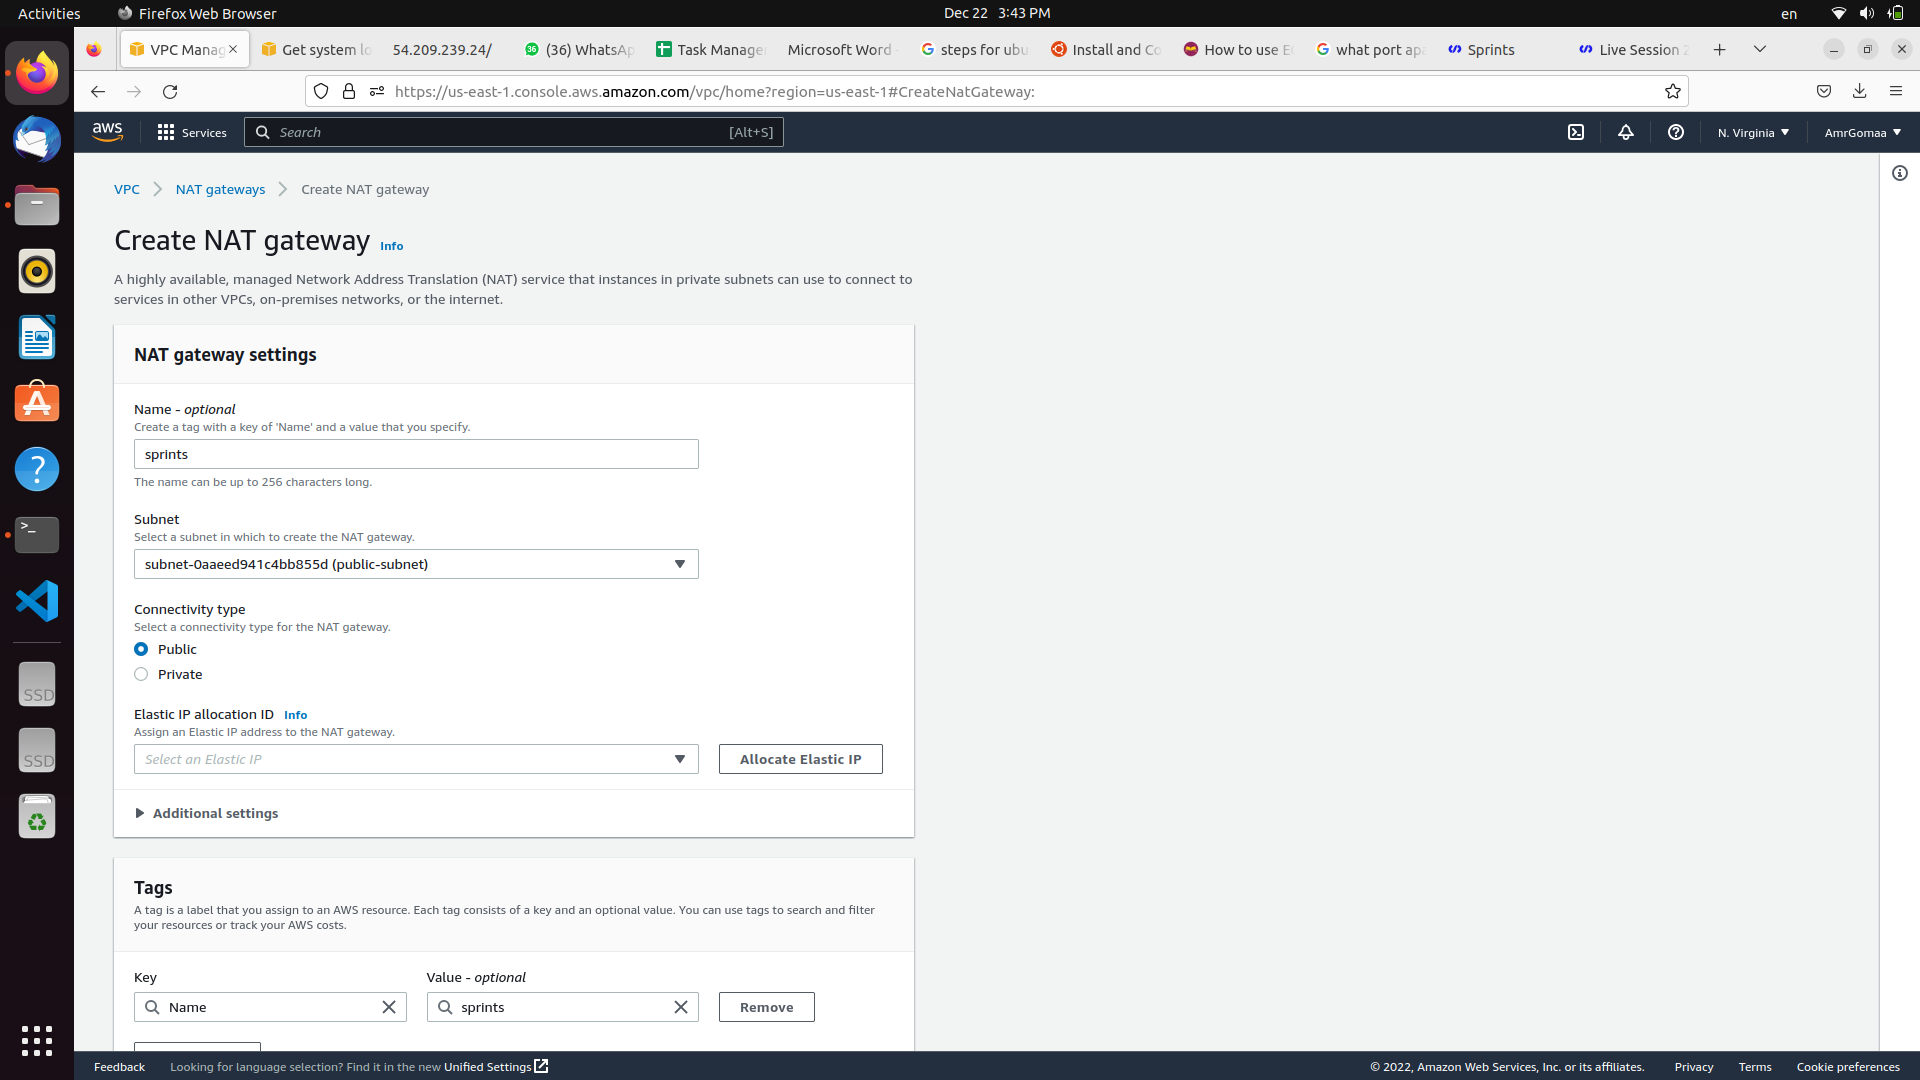 Activities
Firefox Web Browser
Dec 22 3:43 PM
en
VPC Manag
Get system lo
54.209.239.24/
(36) WhatsAp
Task Manager
Microsoft Word
steps for ubu
Install and Co
How to use E
what port apa
Sprints
Live Session 2
https://us-east-1.console.aws.amazon.com/vpc/home?region=us-east-1#CreateNatGateway:
aws
Services
Search
[Alt+S]
N. Virginia
AmrGomaa
VPC
NAT gateways
Create NAT gateway
Create NAT gateway Info
A highly available, managed Network Address Translation (NAT) service that instances in private subnets can use to connect to
services in other VPCs, on-premises networks, or the internet.
NAT gateway settings
Name - optional
Create a tag with a key of 'Name' and a value that you specify.
sprints
The name can be up to 256 characters long.
Subnet
Select a subnet in which to create the NAT gateway.
subnet-0aaeed941c4bb855d (public-subnet)
Connectivity type
Select a connectivity type for the NAT gateway.
Public
Private
Elastic IP allocation ID Info
Assign an Elastic IP address to the NAT gateway.
Select an Elastic IP
Allocate Elastic IP
Additional settings
Tags
A tag is a label that you assign to an AWS resource. Each tag consists of a key and an optional value. You can use tags to search and filter
your resources or track your AWS costs.
Key
Value - optional
Name
sprints
Remove
SSD
SSD
Feedback
Looking for language selection? Find it in the new Unified Settings
© 2022, Amazon Web Services, Inc. or its affiliates.
Privacy
Terms
Cookie preferences